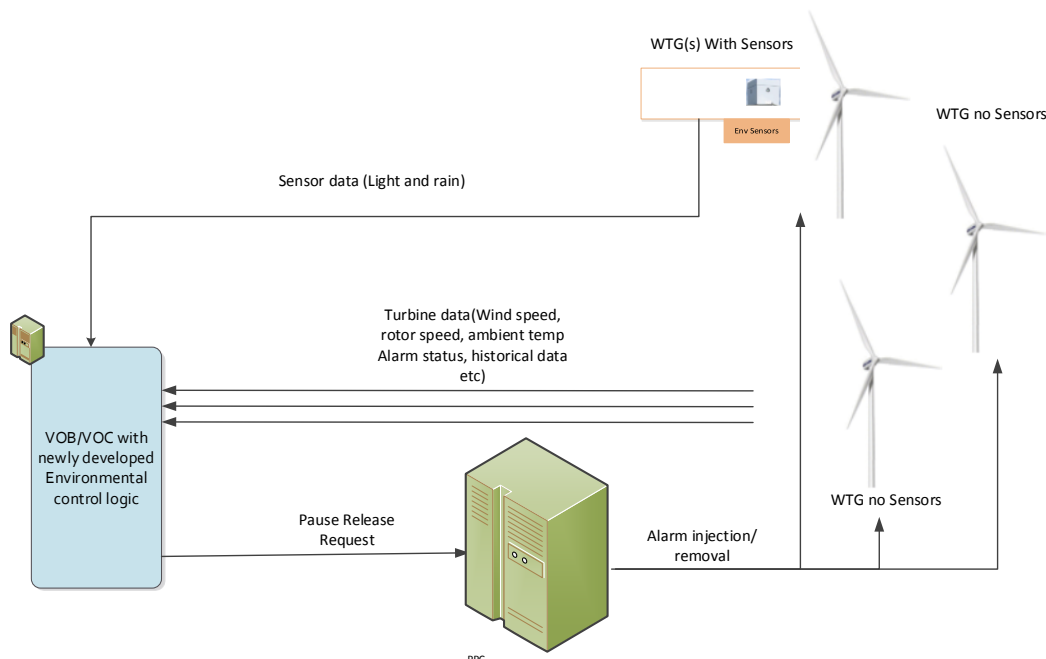 WTG(s) With Sensors
WTG no Sensors
Env Sensors
Sensor data (Light and rain)
Turbine data(Wind speed,
rotor speed, ambient temp
Alarm status, historical data
etc)
VOB/VOC with
newly developed
Environmental
control logic
WTG no Sensors
Pause Release
Request
Alarm injection/
removal